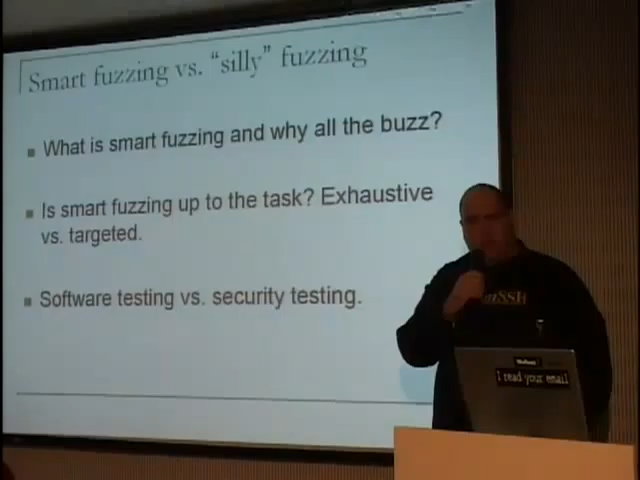 Smart fuzzing vs. “silly” fuzzing
What is smart fuzzing and why all the buzz?
Is smart fuzzing up to the task? Exhaustive
vs. targeted.
Software testing vs. security testing.
I read your email